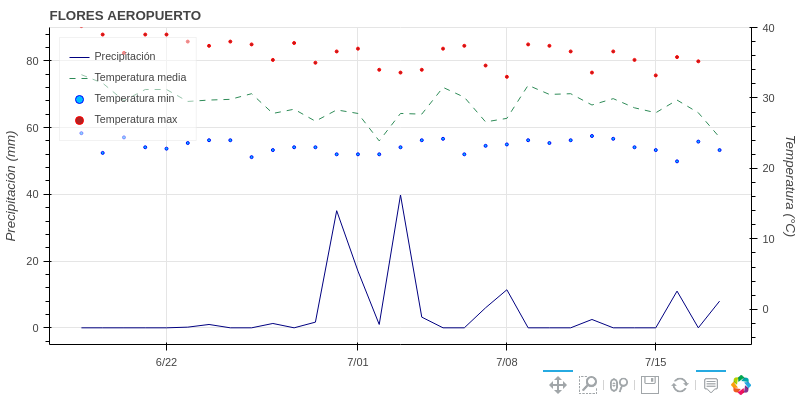 FLORES AEROPUERTO
Precipitación
Temperatura media
Temperatura min
Temperatura max
Precipitación (mm)
80
60
40
20
0
Temperatura (°C)
40
30
20
10
0
6/22
7/01
7/08
7/15